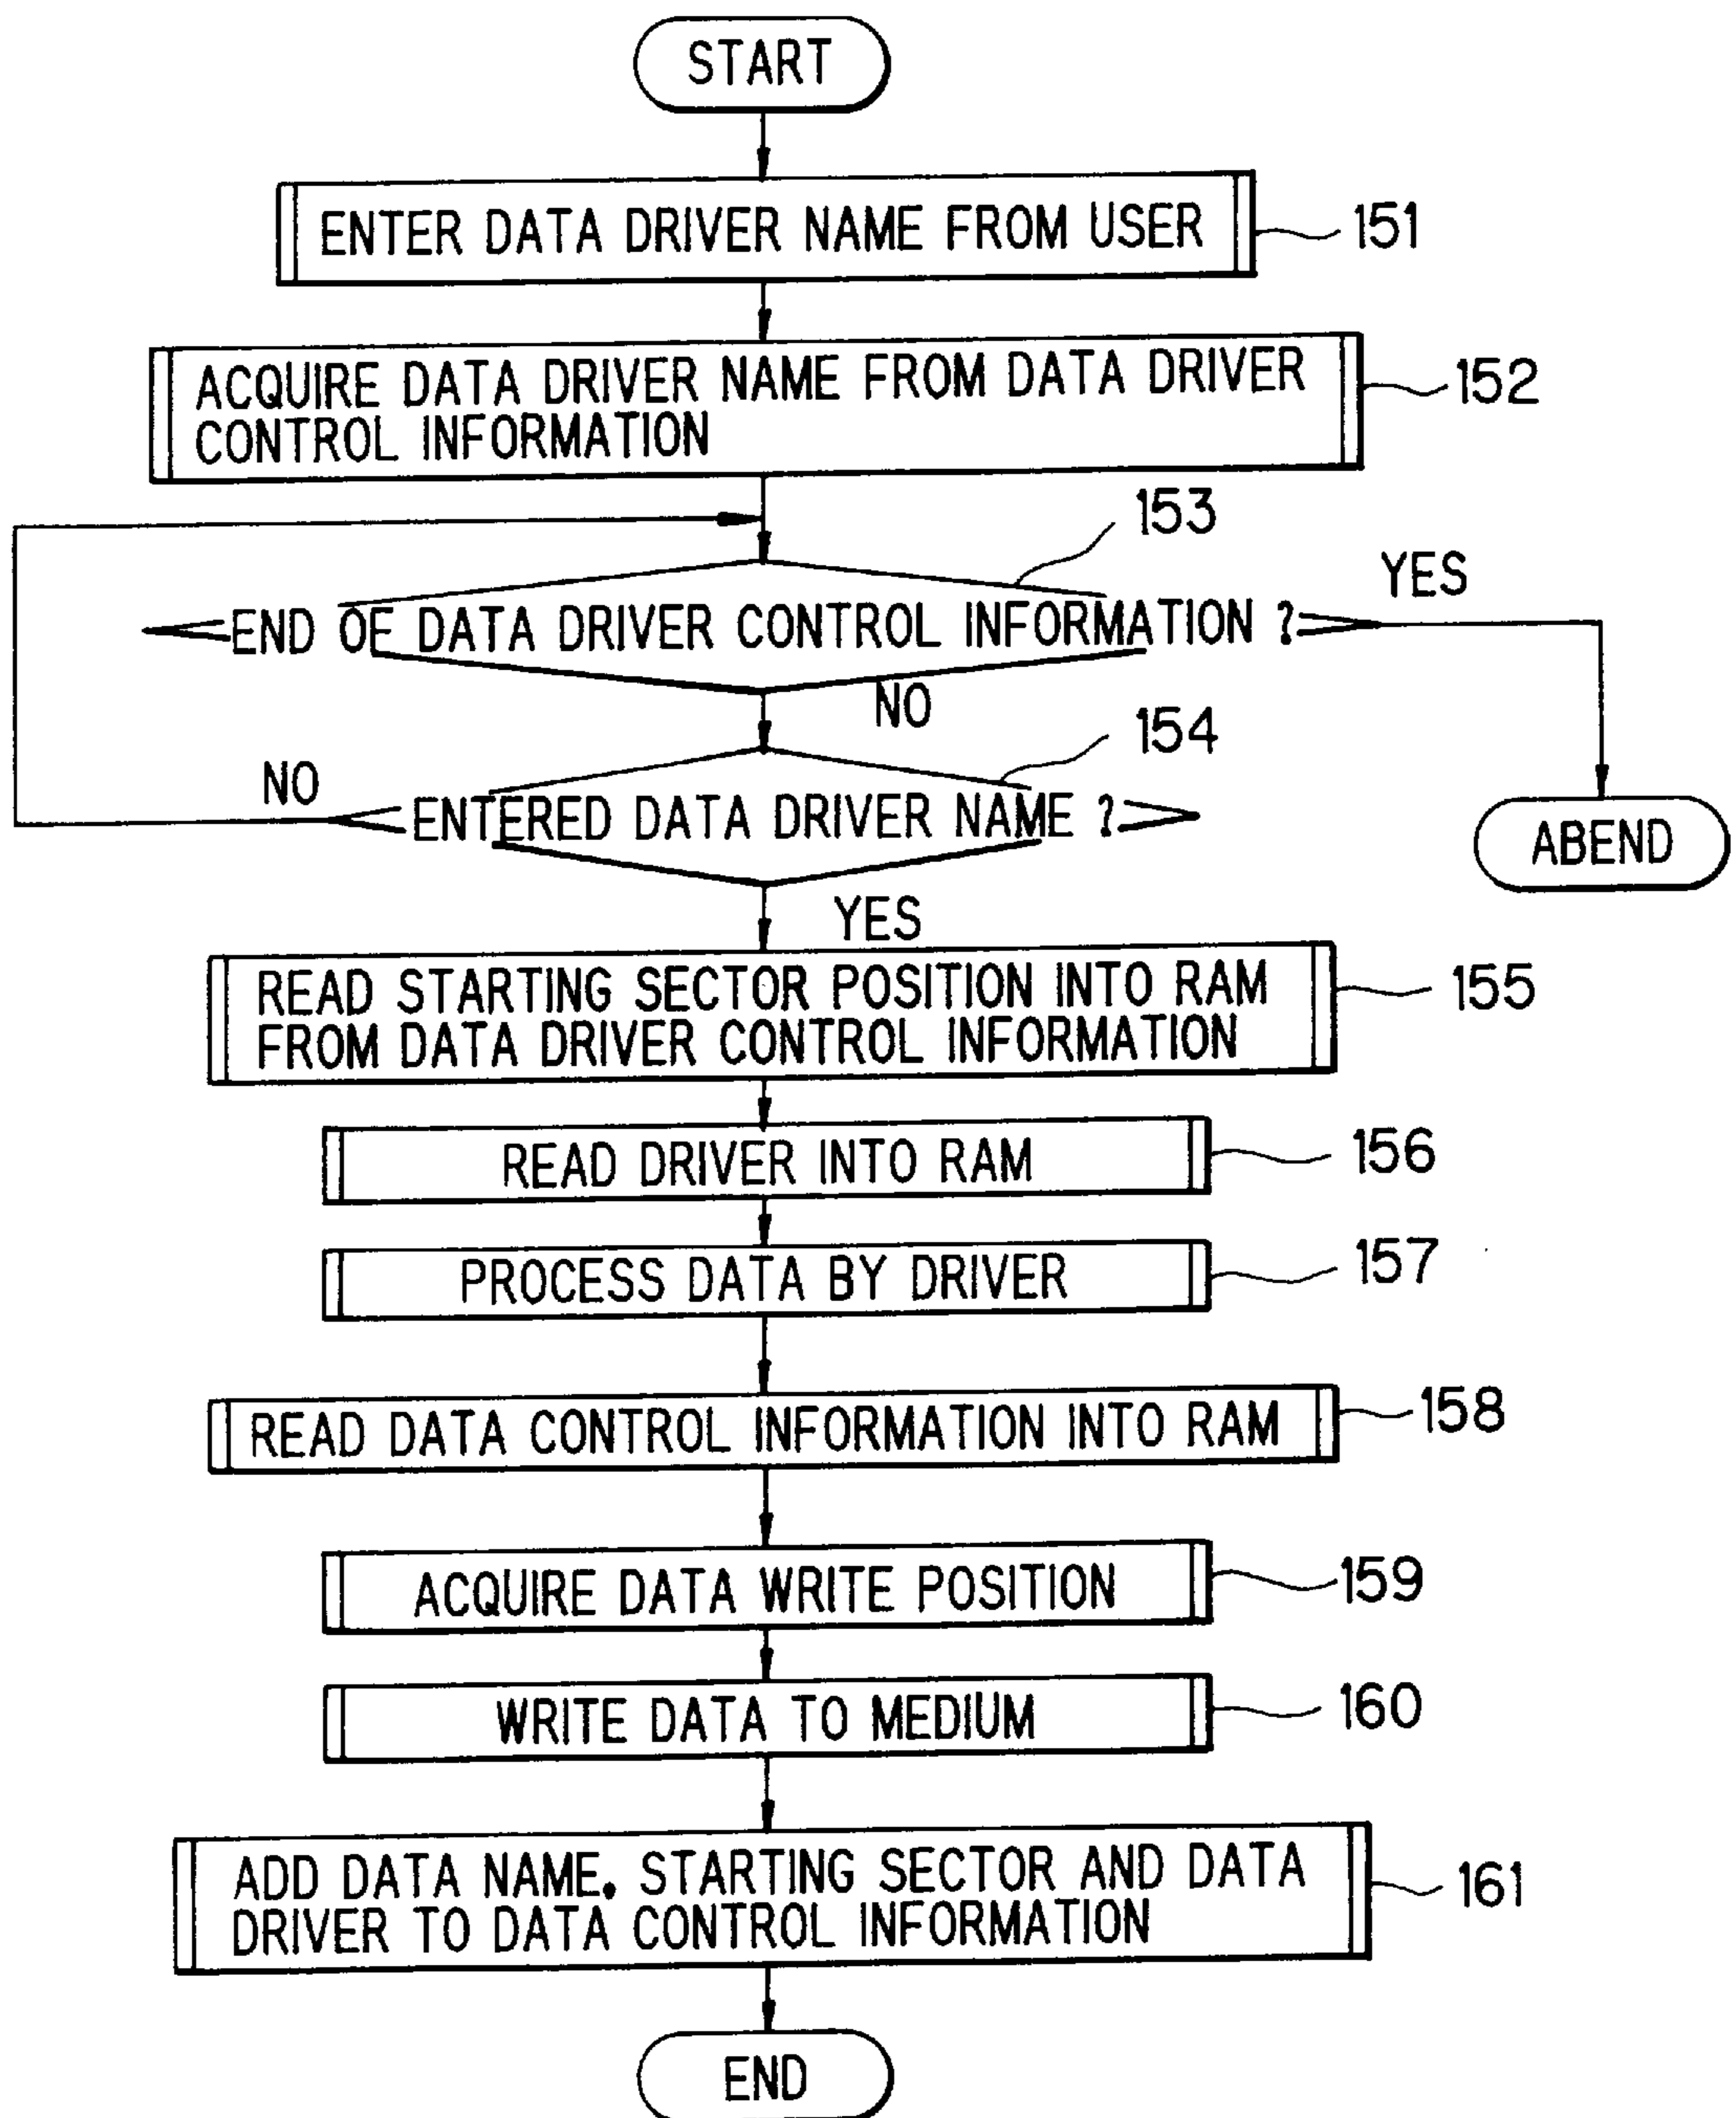 START
ENTER DATA DRIVER NAME FROM USER
151
ACQUIRE DATA DRIVER NAME FROM DATA DRIVER
CONTROL INFORMATION
152
153
YES
END OF DATA DRIVER CONTROL INFORMATION ?
NO
154
NO
ENTERED DATA DRIVER NAME ?
ABEND
YES
READ STARTING SECTOR POSITION INTO RAM
FROM DATA DRIVER CONTROL INFORMATION
155
READ DRIVER INTO RAM
156
PROCESS DATA BY DRIVER
157
READ DATA CONTROL INFORMATION INTO RAM
158
ACQUIRE DATA WRITE POSITION
159
WRITE DATA TO MEDIUM
160
ADD DATA NAME. STARTING SECTOR AND DATA
DRIVER TO DATA CONTROL INFORMATION
161
END